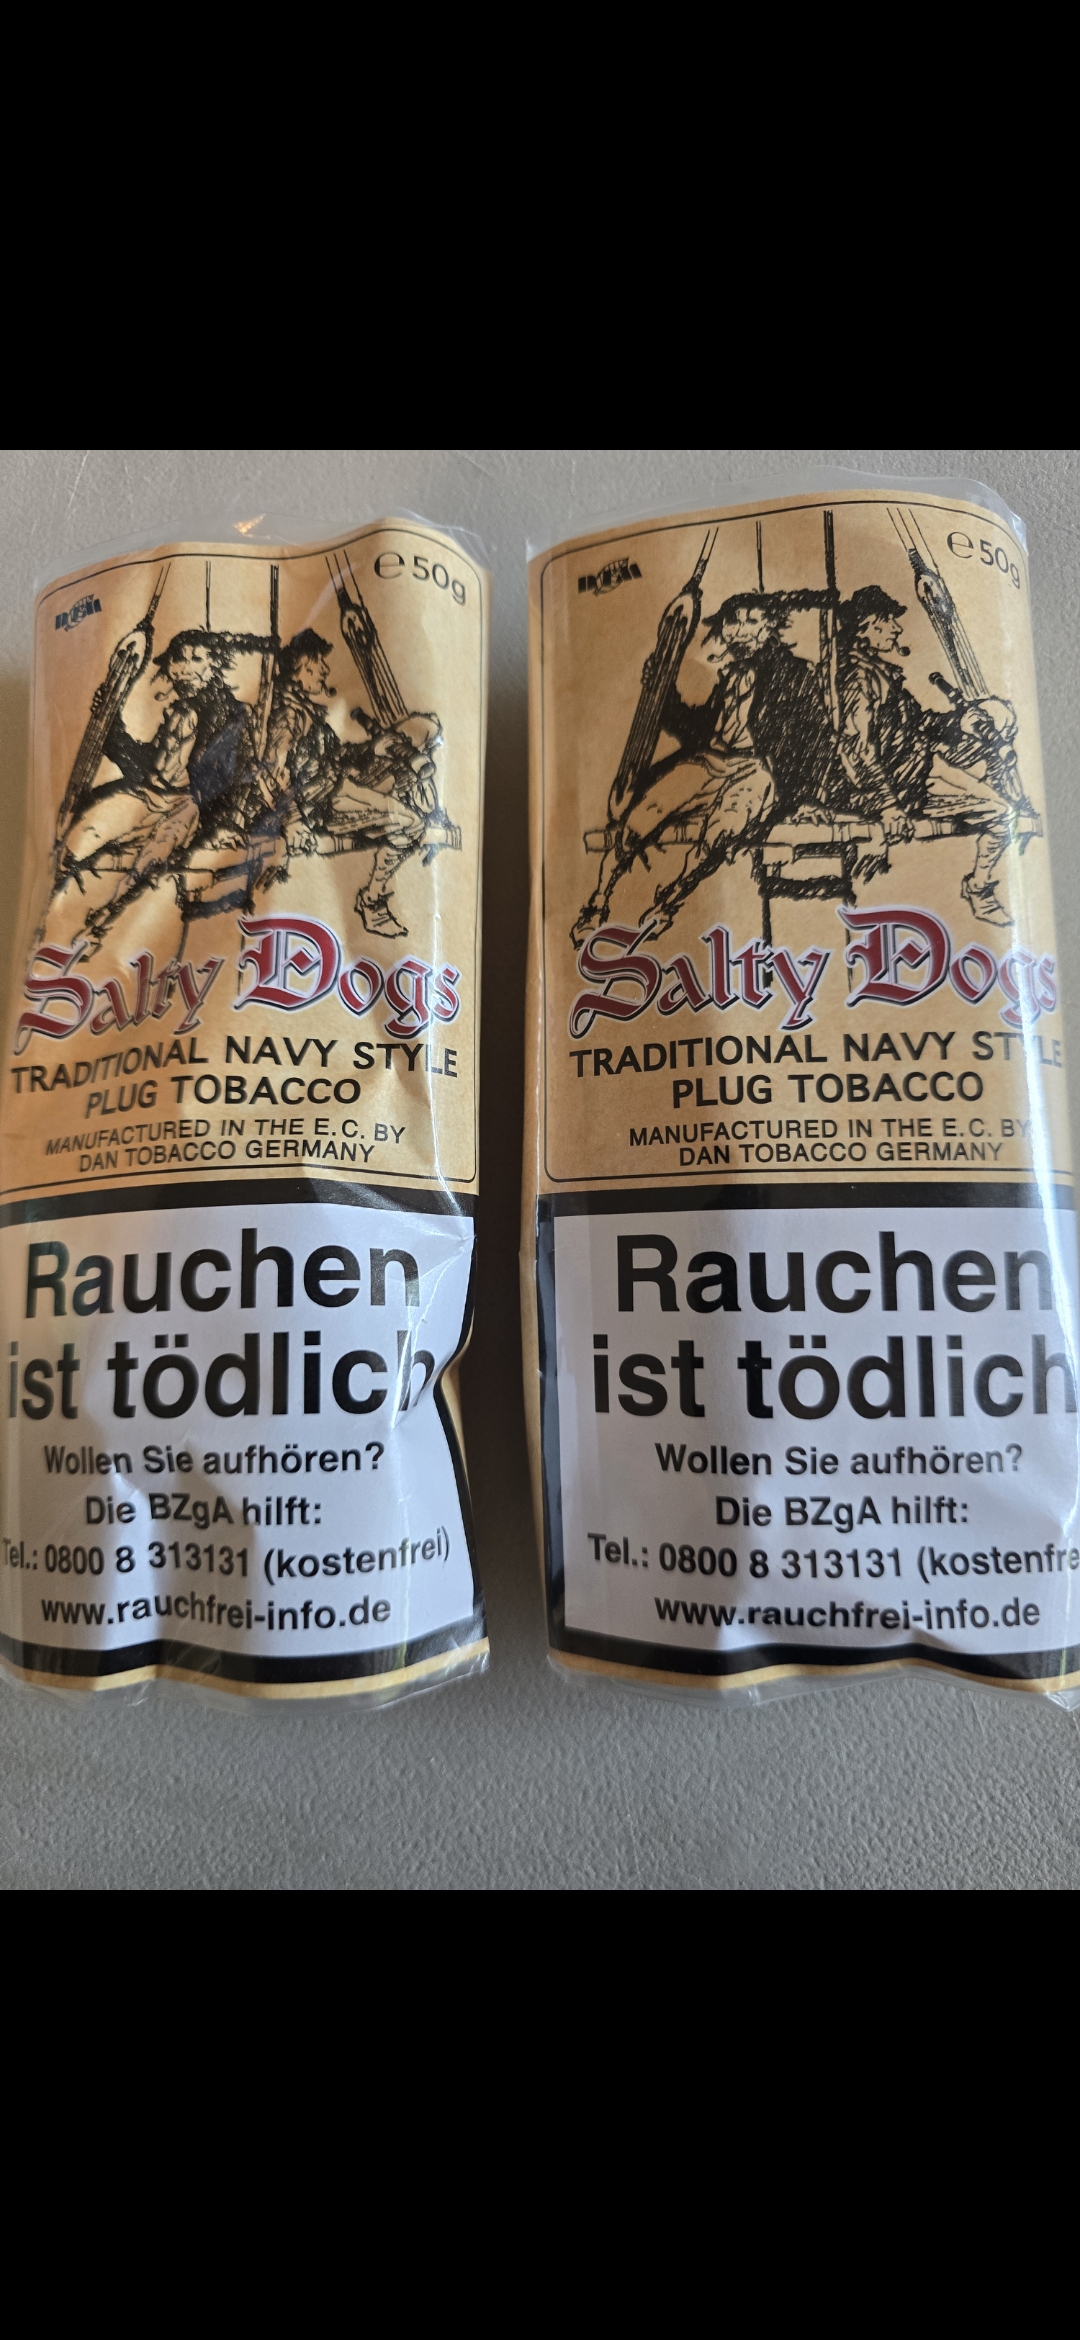 ℮50g
Salty Dogs
TRADITIONAL NAVY STYLE
PLUG TOBACCO
MANUFACTURED IN THE E.C. BY
DAN TOBACCO GERMANY
Rauchen
ist tödlich
Wollen Sie aufhören?
Die BZgA hilft:
Tel.: 0800 8 313131 (kostenfrei)
www.rauchfrei-info.de
℮50g
Salty Dogs
TRADITIONAL NAVY STYLE
PLUG TOBACCO
MANUFACTURED IN THE E.C. BY
DAN TOBACCO GERMANY
Rauchen
ist tödlich
Wollen Sie aufhören?
Die BZgA hilft:
Tel.: 0800 8 313131 (kostenfre
www.rauchfrei-info.de